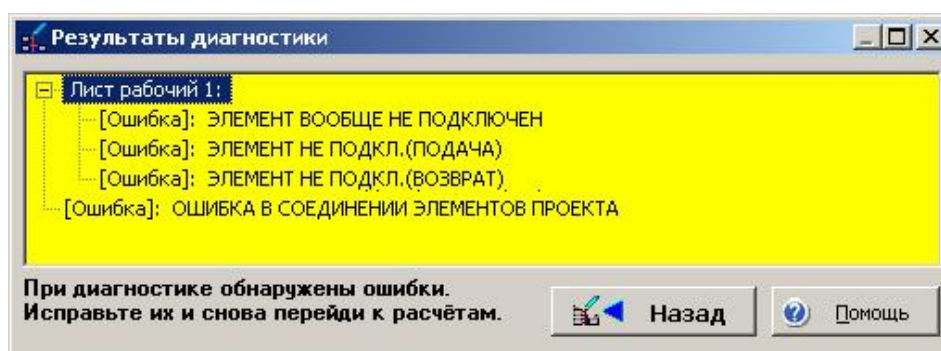 Результаты диагностики
Лист рабочий 1:
[Ошибка]: ЭЛЕМЕНТ ВООБЩЕ НЕ ПОДКЛЮЧЕН
[Ошибка]: ЭЛЕМЕНТ НЕ ПОДКЛ.(ПОДАЧА)
[Ошибка]: ЭЛЕМЕНТ НЕ ПОДКЛ.(ВОЗВРАТ)
[Ошибка]: ОШИБКА В СОЕДИНЕНИИ ЭЛЕМЕНТОВ ПРОЕКТА
При диагностике обнаружены ошибки.
Исправьте их и снова перейди к расчётам.
Назад
Помощь